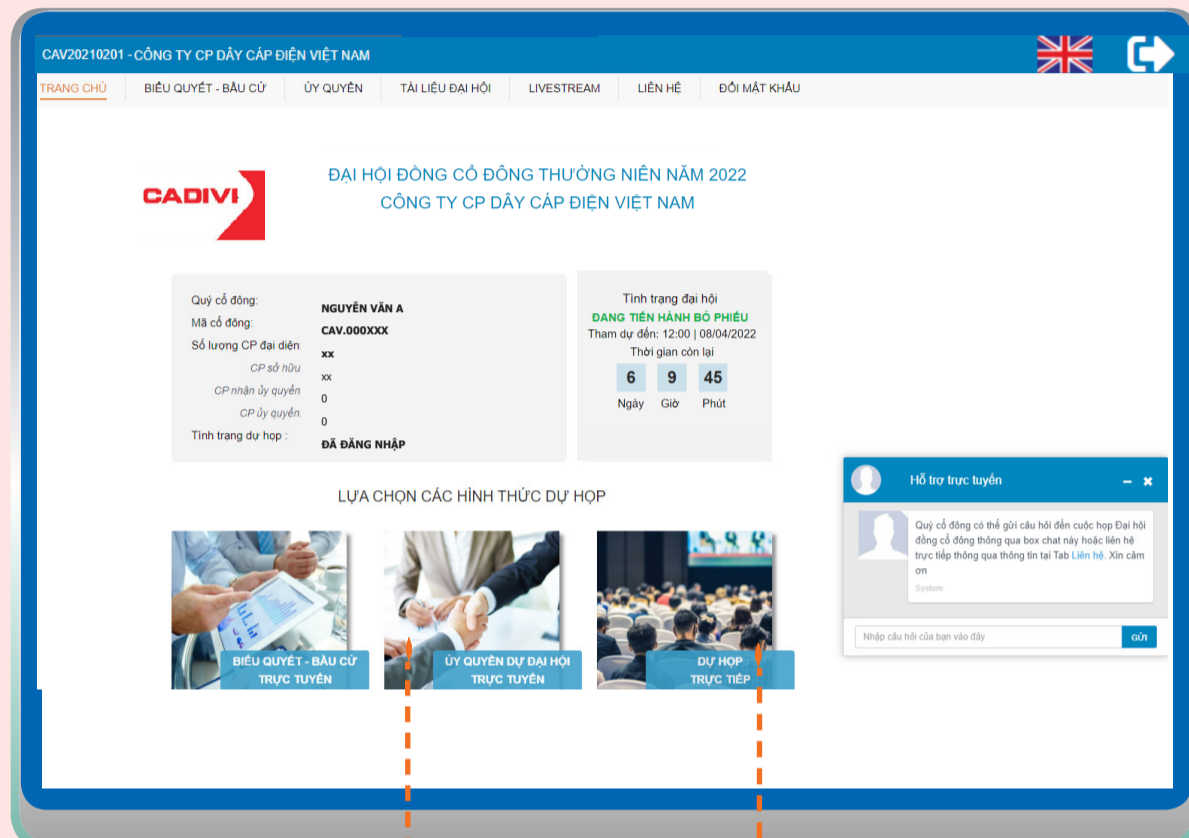 CAV20210201 - CÔNG TY CP DÂY CÁP ĐIỆN VIỆT NAM
TRANG CHỦ BIỂU QUYẾT - BẦU CỬ ỦY QUYỀN TÀI LIỆU ĐẠI HỘI LIVESTREAM LIÊN HỆ ĐỔI MẬT KHẨU
CADIVI
ĐẠI HỘI ĐỒNG CỔ ĐÔNG THƯỜNG NIÊN NĂM 2022
CÔNG TY CP DÂY CÁP ĐIỆN VIỆT NAM
Quý cổ đông: NGUYỄN VĂN A
Mã cổ đông: CAV.000XXX
Số lượng CP đại diện: xx
CP sở hữu xx
CP nhận ủy quyền 0
CP ủy quyền. 0
Tình trạng dự họp : ĐÃ ĐĂNG NHẬP
Tình trạng đại hội
ĐANG TIẾN HÀNH BỎ PHIẾU
Tham dự đến: 12:00 | 08/04/2022
Thời gian còn lại
6 9 45
Ngày Giờ Phút
LỰA CHỌN CÁC HÌNH THỨC DỰ HỌP
BIỂU QUYẾT - BẦU CỬ
TRỰC TUYẾN
ỦY QUYỀN DỰ ĐẠI HỘI
TRỰC TUYẾN
DỰ HỌP
TRỰC TIẾP
Hỗ trợ trực tuyến
Quý cổ đông có thể gửi câu hỏi đến cuộc họp Đại hội
đồng cổ đông thông qua box chat này hoặc liên hệ
trực tiếp thông qua thông tin tại Tab Liên hệ. Xin cảm
ơn
System
Nhập câu hỏi của bạn vào đây GỬI